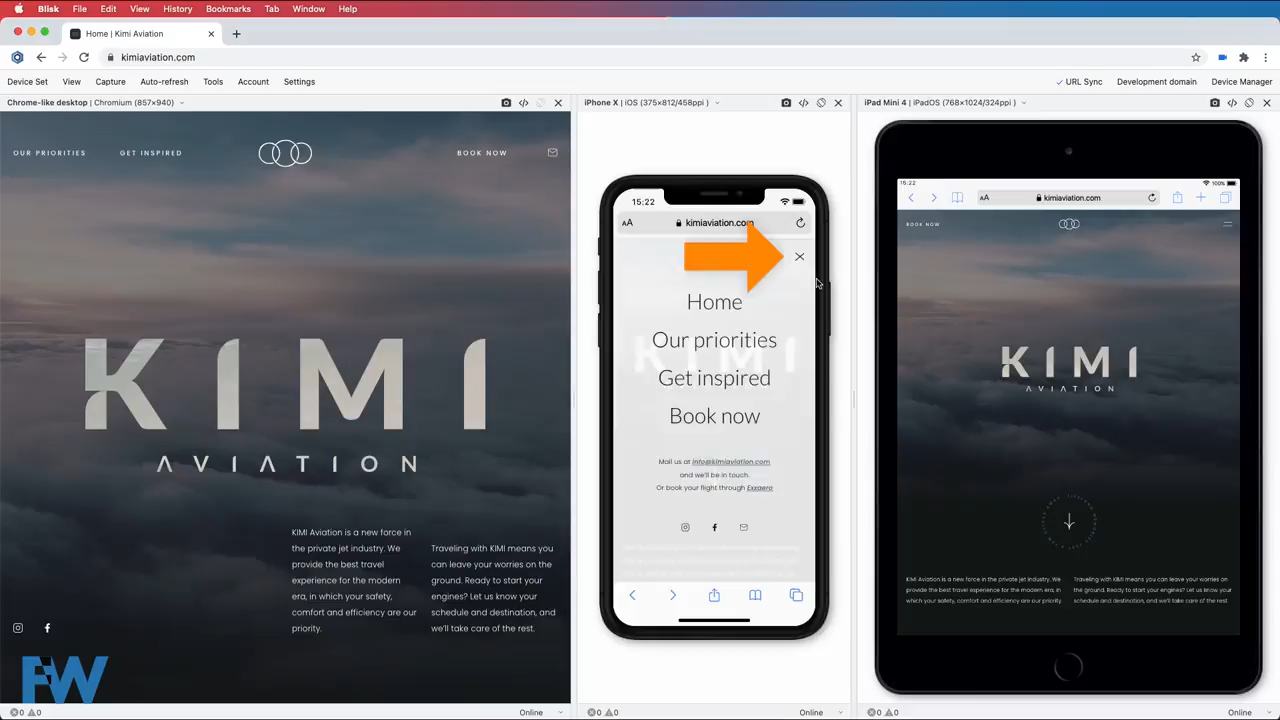 Blisk File Edit View History Bookmarks Tab Window Help
Home | Kimi Aviation
kimiaviation.com
Device Set View Capture Auto-refresh Tools Account Settings
URL Sync Development domain Device Manager
Chrome-like desktop | Chromium (857×940)
OUR PRIORITIES GET INSPIRED BOOK NOW
KIMI
AVIATION
KIMI Aviation is a new force in
the private jet industry. We
provide the best travel
experience for the modern
era, in which your safety,
comfort and efficiency are our
priority.
Traveling with KIMI means you
can leave your worries on the
ground. Ready to start your
engines? Let us know your
schedule and destination, and
we'll take care of the rest.
FW
0 0 Online
iPhone X | iOS (375×812/458ppi )
15:22
AA kimiaviation.com
Home
Our priorities
Get inspired
Book now
Mail us at info@kimiaviation.com
and we'll be in touch.
Or book your flight through Exxaero
KIMI
0 0 Online
iPad Mini 4 | iPadOS (768×1024/324ppi )
15:22 100%
AA kimiaviation.com
BOOK NOW
KIMI
AVIATION
KIMI Aviation is a new force in the private jet industry. We
provide the best travel experience for the modern era, in
which your safety, comfort and efficiency are our priority.
Traveling with KIMI means you can leave your worries on
the ground. Ready to start your engines? Let us know your
schedule and destination, and we'll take care of the rest.
0 0 Online